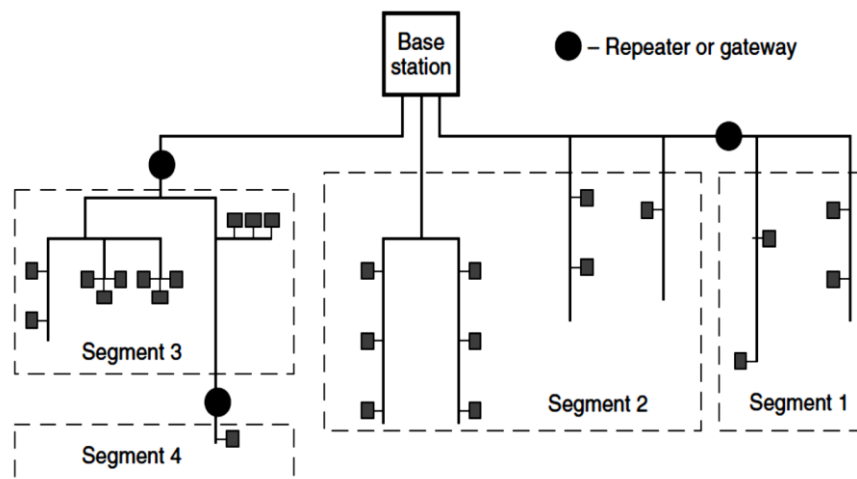 Base
station
– Repeater or gateway
Segment 3
Segment 2
Segment 1
Segment 4